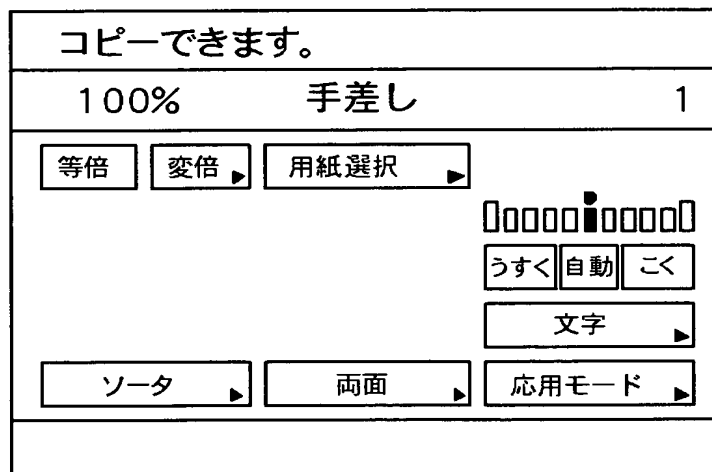 コピーできます。
100% 手差し 1
等倍 変倍 用紙選択
うすく 自動 こく
文字
ソータ 両面 応用モード